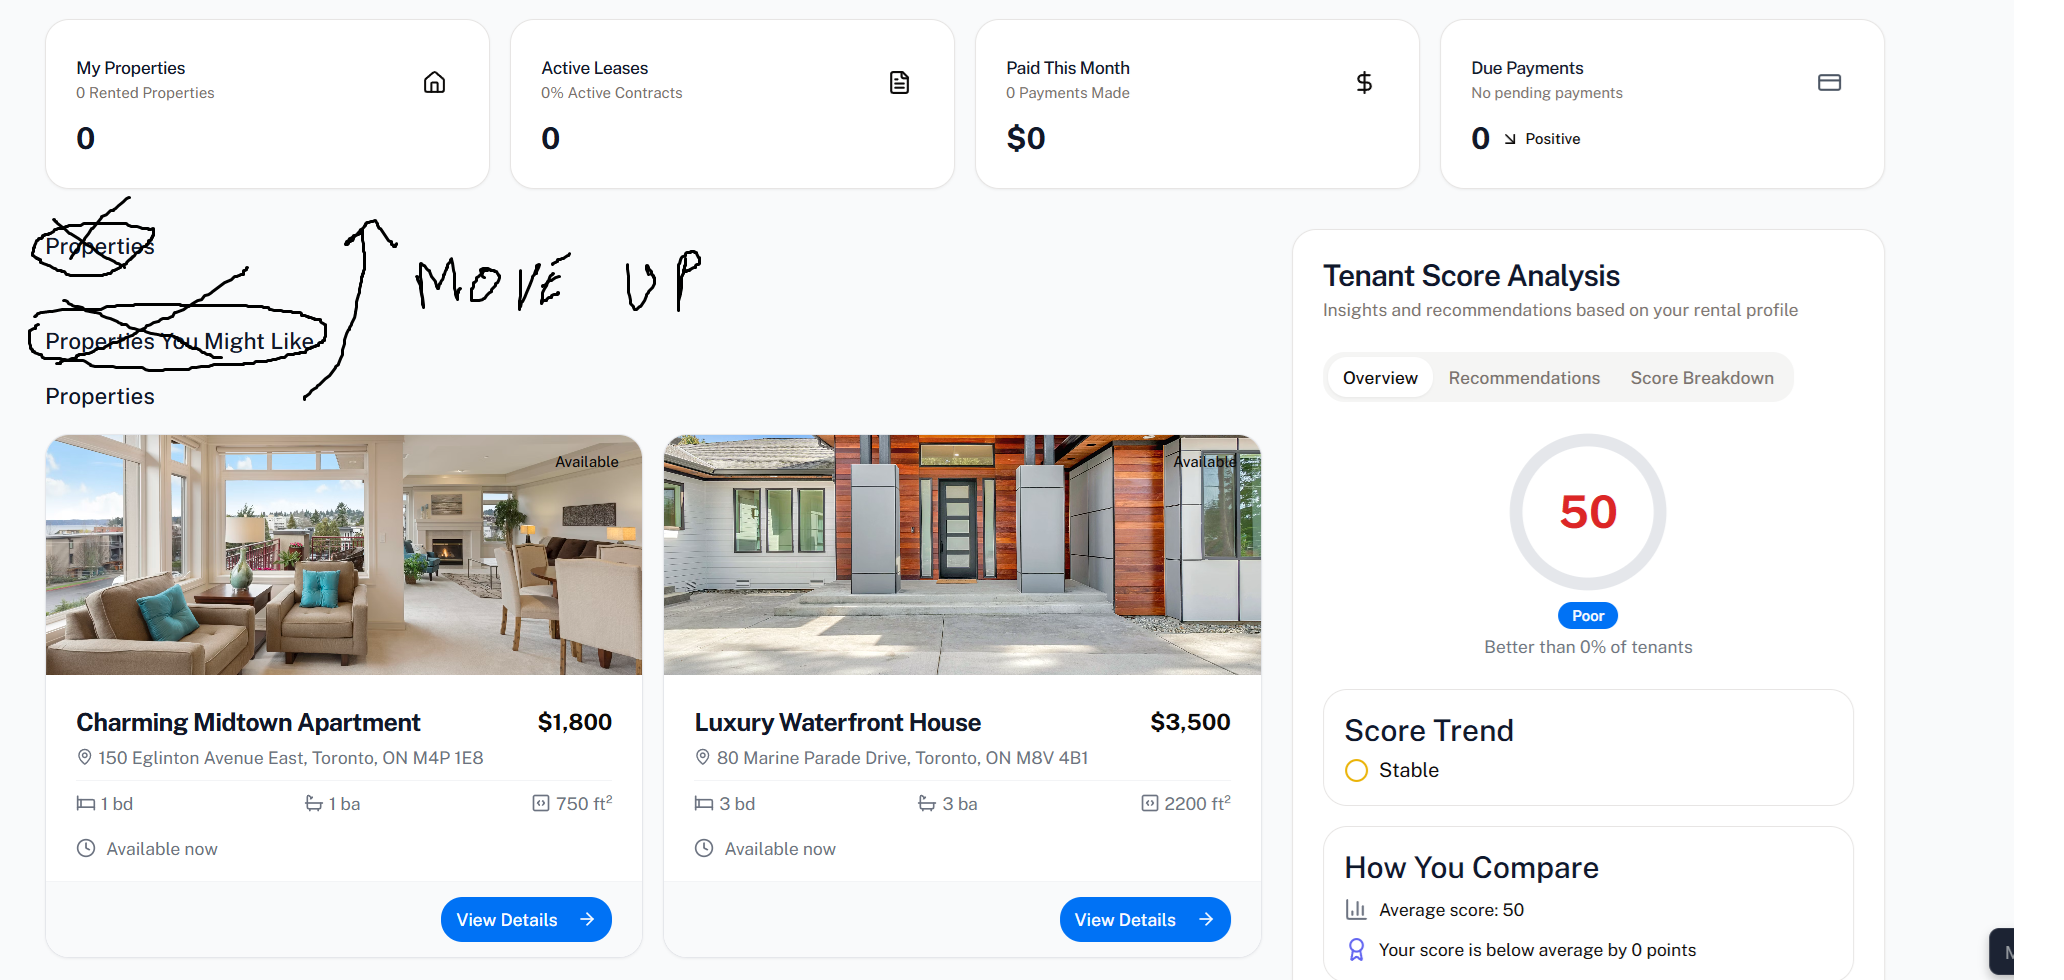 My Properties
0 Rented Properties
0
Active Leases
0% Active Contracts
0
Paid This Month
0 Payments Made
$0
Due Payments
No pending payments
0 Positive
Properties
MOVE UP
Properties You Might Like
Properties
Available
Charming Midtown Apartment $1,800
150 Eglinton Avenue East, Toronto, ON M4P 1E8
1 bd 1 ba 750 ft²
Available now
View Details
Available
Luxury Waterfront House $3,500
80 Marine Parade Drive, Toronto, ON M8V 4B1
3 bd 3 ba 2200 ft²
Available now
View Details
Tenant Score Analysis
Insights and recommendations based on your rental profile
Overview Recommendations Score Breakdown
50
Poor
Better than 0% of tenants
Score Trend
Stable
How You Compare
Average score: 50
Your score is below average by 0 points